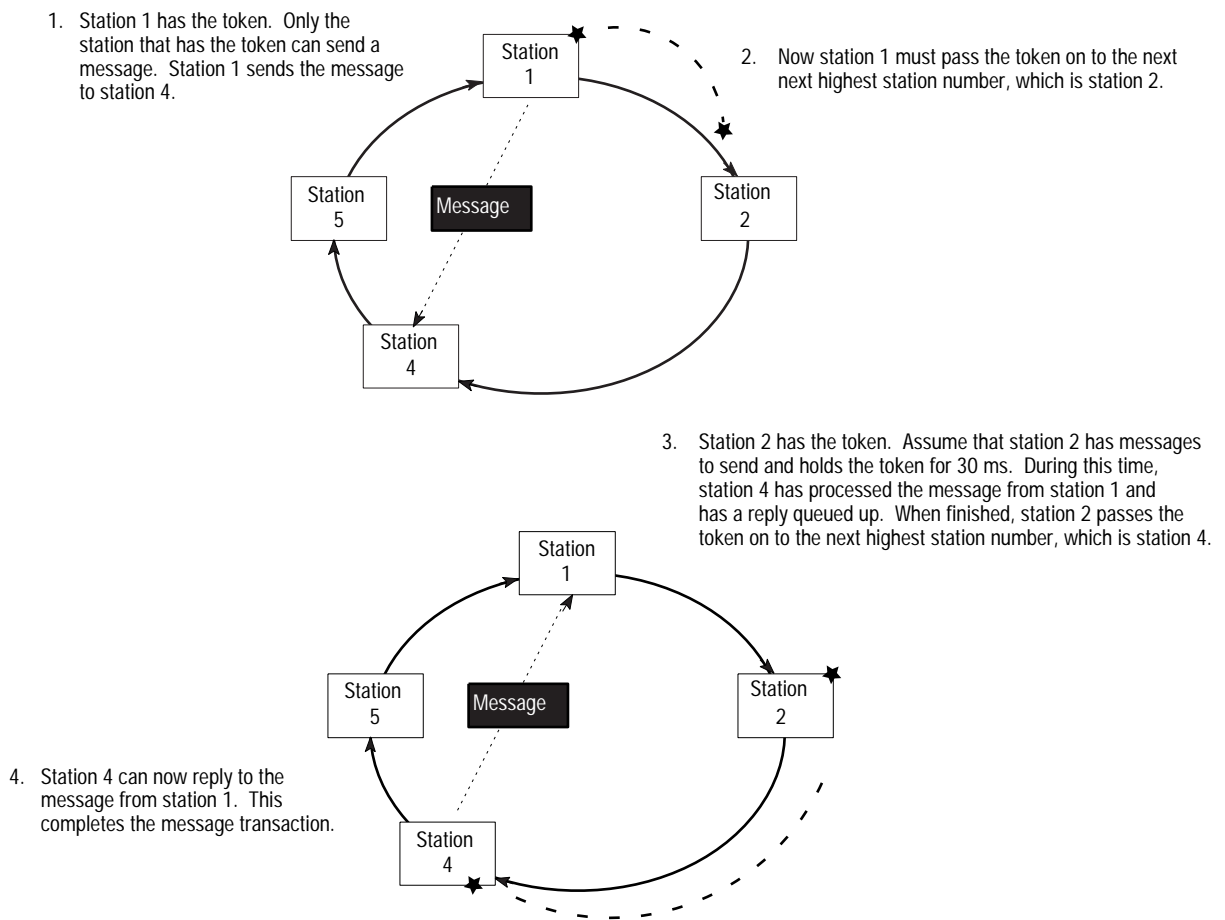 1. Station 1 has the token. Only the
station that has the token can send a
message. Station 1 sends the message
to station 4.
Station
1
2. Now station 1 must pass the token on to the next
next highest station number, which is station 2.
Station
5
Message
Station
2
Station
4
3. Station 2 has the token. Assume that station 2 has messages
to send and holds the token for 30 ms. During this time,
station 4 has processed the message from station 1 and
has a reply queued up. When finished, station 2 passes the
token on to the next highest station number, which is station 4.
Station
1
Station
5
Message
Station
2
4. Station 4 can now reply to the
message from station 1. This
completes the message transaction.
Station
4